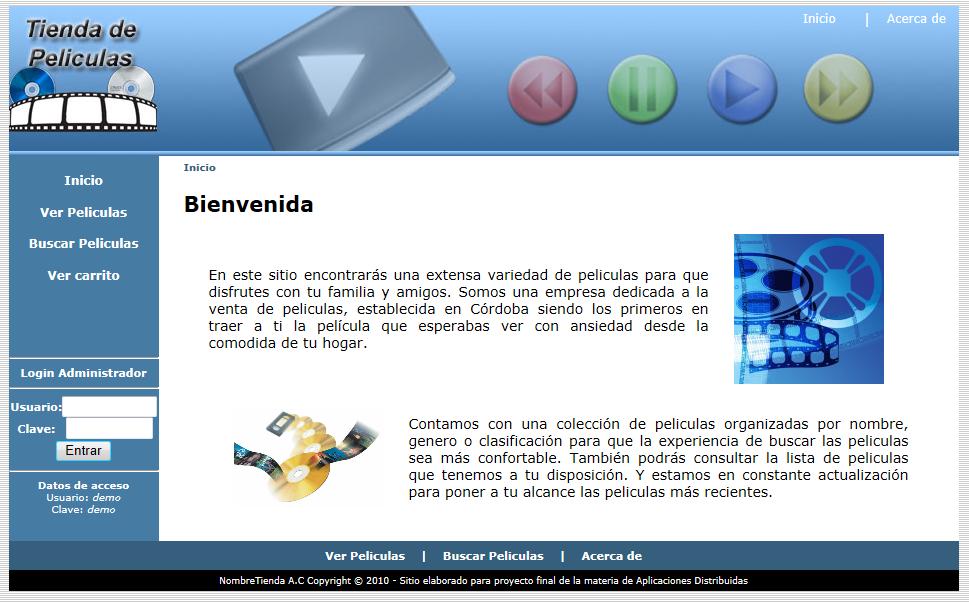 Tienda de
Peliculas
Inicio | Acerca de
Inicio
Ver Peliculas
Buscar Peliculas
Ver carrito
Login Administrador
Usuario:
Clave:
Entrar
Datos de acceso
Usuario: demo
Clave: demo
Inicio
Bienvenida
En este sitio encontrarás una extensa variedad de peliculas para que
disfrutes con tu familia y amigos. Somos una empresa dedicada a la
venta de peliculas, establecida en Córdoba siendo los primeros en
traer a ti la película que esperabas ver con ansiedad desde la
comodida de tu hogar.
Contamos con una colección de peliculas organizadas por nombre,
genero o clasificación para que la experiencia de buscar las peliculas
sea más confortable. También podrás consultar la lista de peliculas
que tenemos a tu disposición. Y estamos en constante actualización
para poner a tu alcance las peliculas más recientes.
Ver Peliculas | Buscar Peliculas | Acerca de
NombreTienda A.C Copyright © 2010 - Sitio elaborado para proyecto final de la materia de Aplicaciones Distribuidas